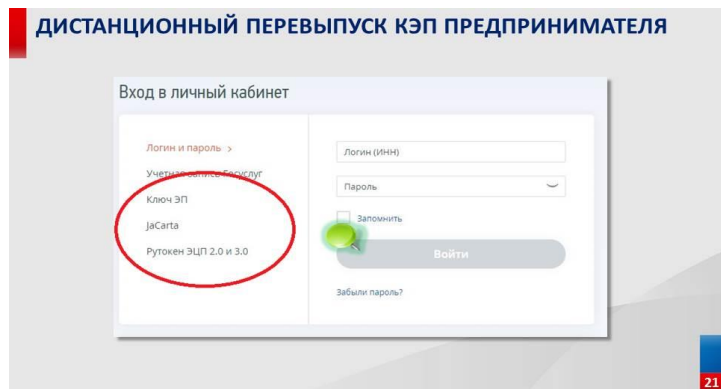 ДИСТАНЦИОННЫЙ ПЕРЕВЫПУСК КЭП ПРЕДПРИНИМАТЕЛЯ
Вход в личный кабинет
Логин и пароль >
Учетная запись Госуслуг
Ключ ЭП
JaCarta
Рутокен ЭЦП 2.0 и 3.0
Логин (ИНН)
Пароль
Запомнить
Войти
Забыли пароль?
21